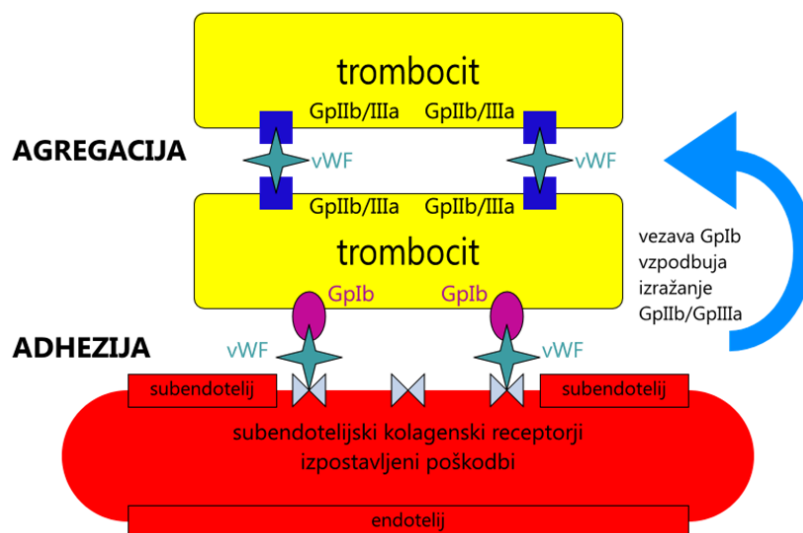 trombocit
GpIIb/IIIa GpIIb/IIIa
AGREGACIJA
vWF vWF
GpIIb/IIIa GpIIb/IIIa
trombocit
GpIb GpIb
vezava GpIb
vzpodbuja
izražanje
GpIIb/GpIIIa
ADHEZIJA
vWF vWF
subendotelij subendotelij
subendotelijski kolagenski receptorji
izpostavljeni poškodbi
endotelij